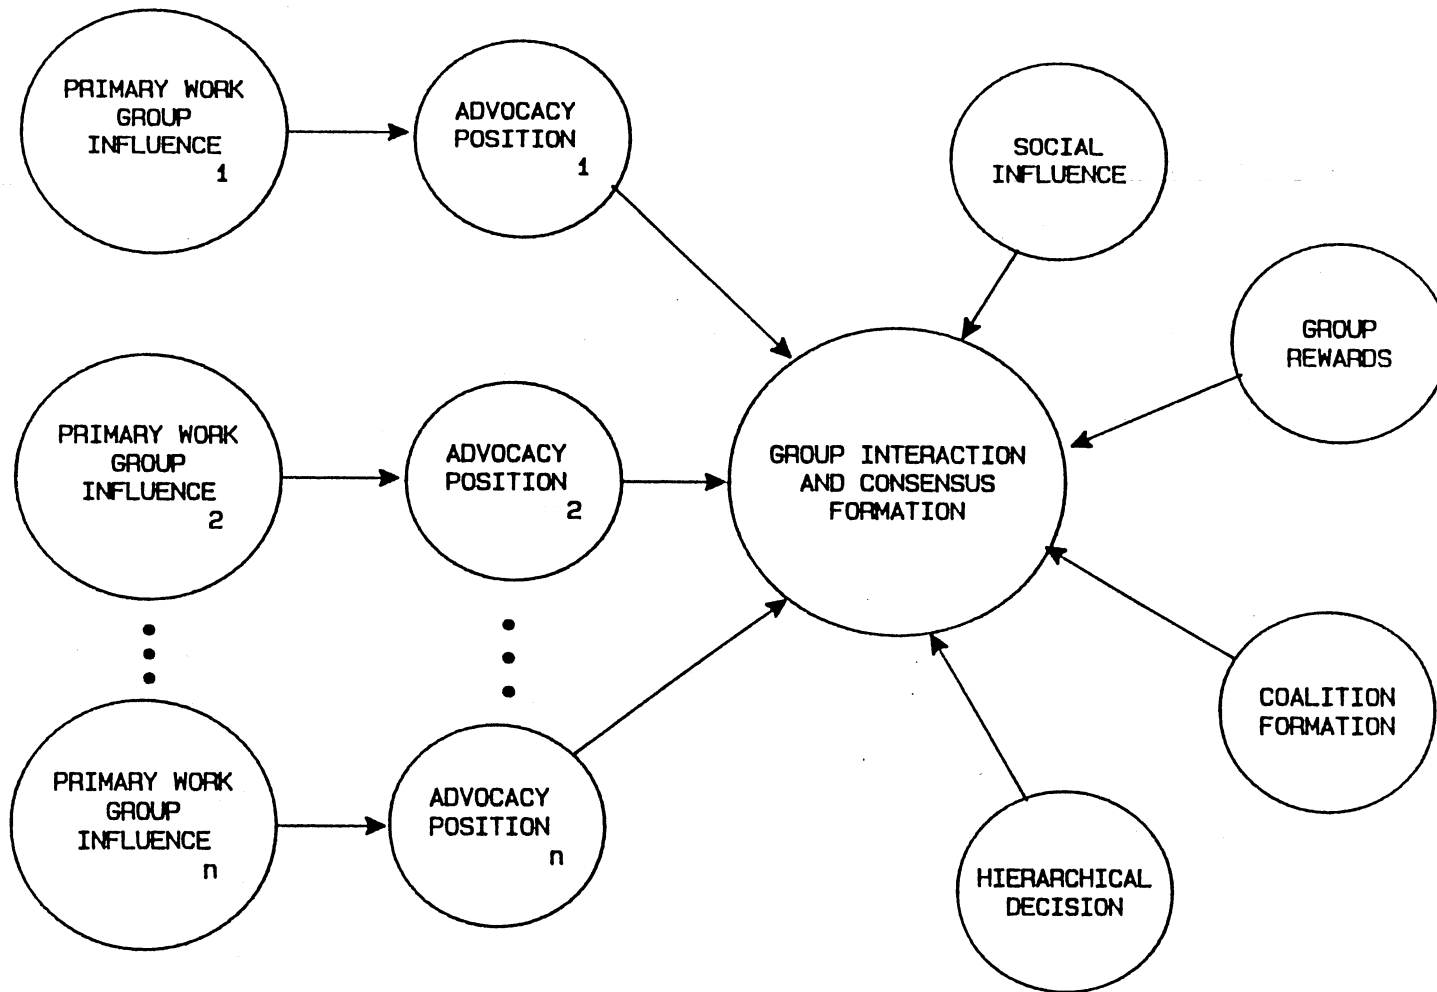 PRIMARY WORK
GROUP
INFLUENCE
1
ADVOCACY
POSITION
1
SOCIAL
INFLUENCE
GROUP
REWARDS
PRIMARY WORK
GROUP
INFLUENCE
2
ADVOCACY
POSITION
2
GROUP INTERACTION
AND CONSENSUS
FORMATION
COALITION
FORMATION
PRIMARY WORK
GROUP
INFLUENCE
n
ADVOCACY
POSITION
n
HIERARCHICAL
DECISION